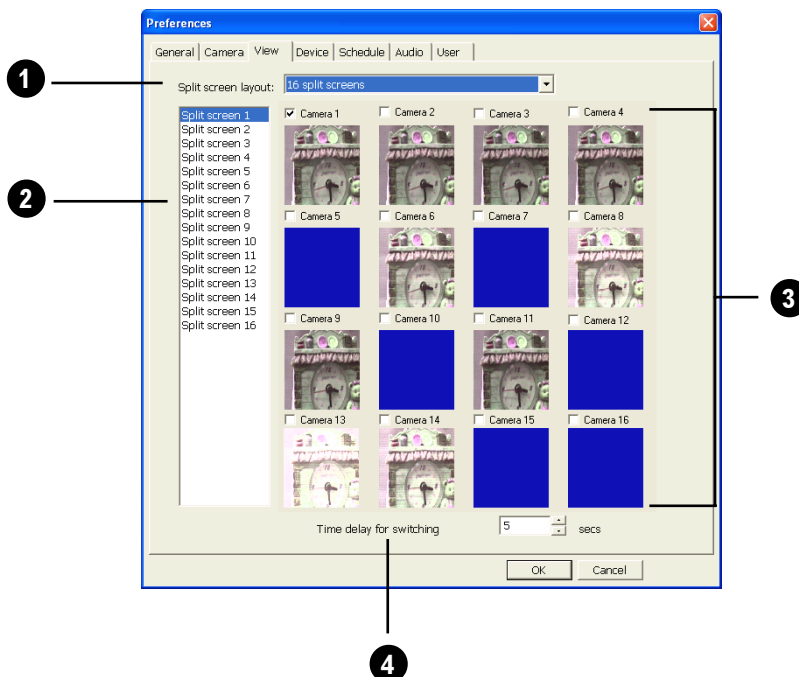 Preferences
General Camera View Device Schedule Audio User
1
Split screen layout: 16 split screens
2
Split screen 1
Split screen 2
Split screen 3
Split screen 4
Split screen 5
Split screen 6
Split screen 7
Split screen 8
Split screen 9
Split screen 10
Split screen 11
Split screen 12
Split screen 13
Split screen 14
Split screen 15
Split screen 16
Camera 1 Camera 2 Camera 3 Camera 4
Camera 5 Camera 6 Camera 7 Camera 8
Camera 9 Camera 10 Camera 11 Camera 12
Camera 13 Camera 14 Camera 15 Camera 16
3
Time delay for switching 5 secs
OK Cancel
4